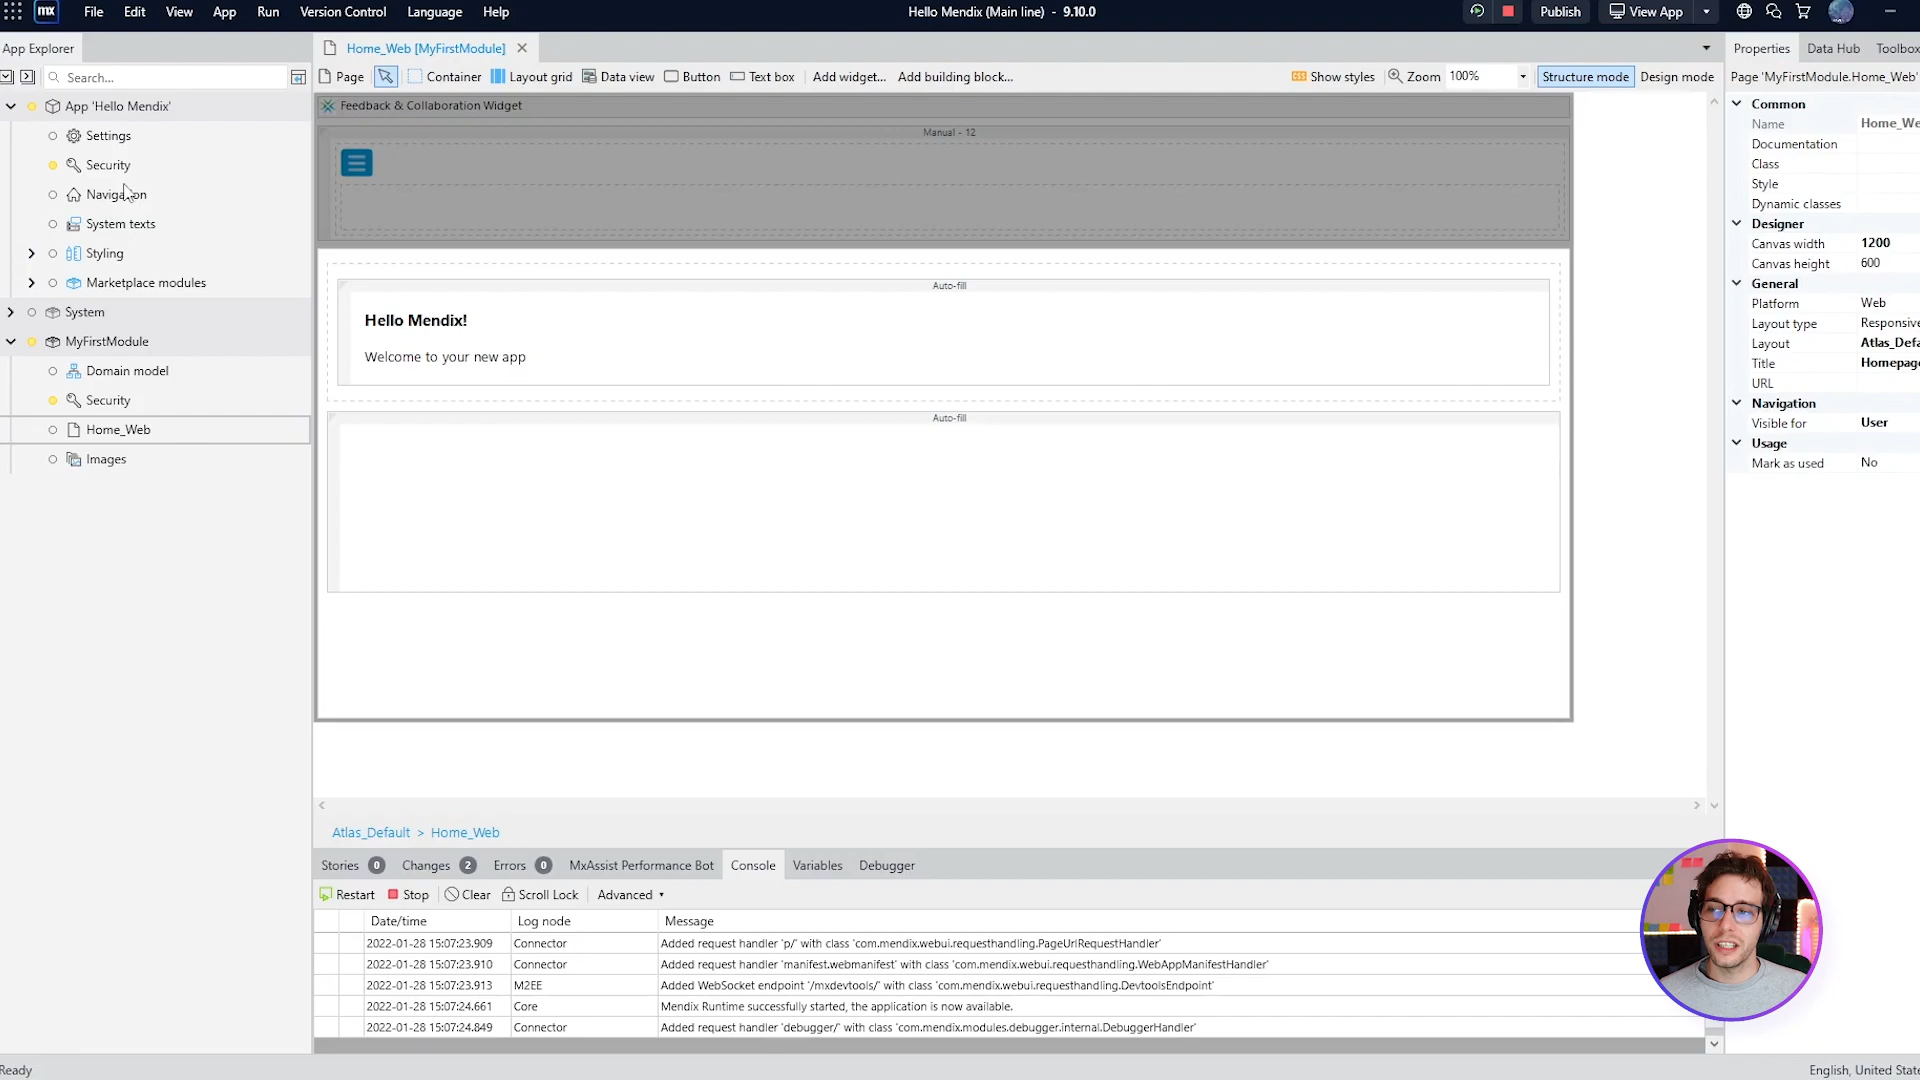 mx File Edit View App Run Version Control Language Help Hello Mendix (Main line) - 9.10.0 Publish View App
App Explorer Home_Web [MyFirstModule] Properties Data Hub Toolbox
Search... Page Container Layout grid Data view Button Text box Add widget... Add building block... Show styles Zoom 100% Structure mode Design mode Page 'MyFirstModule.Home_Web'
App 'Hello Mendix'
Settings
Security
Navigation
System texts
Styling
Marketplace modules
System
MyFirstModule
Domain model
Security
Home_Web
Images
Feedback & Collaboration Widget
Manual - 12
Auto-fill
Hello Mendix!
Welcome to your new app
Auto-fill
Common
Name Home_We
Documentation
Class
Style
Dynamic classes
Designer
Canvas width 1200
Canvas height 600
General
Platform Web
Layout type Responsive
Layout Atlas_Defa
Title Homepage
URL
Navigation
Visible for User
Usage
Mark as used No
Atlas_Default > Home_Web
Stories 0 Changes 2 Errors 0 MxAssist Performance Bot Console Variables Debugger
Restart Stop Clear Scroll Lock Advanced
Date/time Log node Message
2022-01-28 15:07:23.909 Connector Added request handler 'p/' with class 'com.mendix.webui.requesthandling.PageUrlRequestHandler'
2022-01-28 15:07:23.910 Connector Added request handler 'manifest.webmanifest' with class 'com.mendix.webui.requesthandling.WebAppManifestHandler'
2022-01-28 15:07:23.913 M2EE Added WebSocket endpoint '/mxdevtools/' with class 'com.mendix.webui.requesthandling.DevtoolsEndpoint'
2022-01-28 15:07:24.661 Core Mendix Runtime successfully started, the application is now available.
2022-01-28 15:07:24.849 Connector Added request handler 'debugger/' with class 'com.mendix.modules.debugger.internal.DebuggerHandler'
Ready English, United State